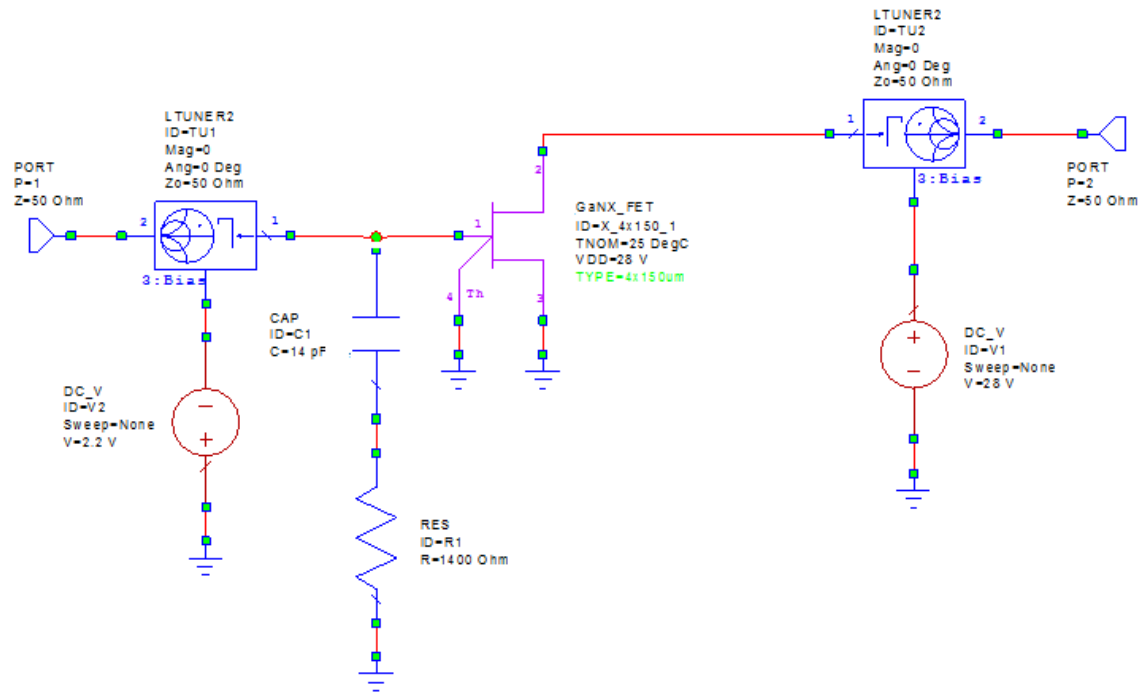 LTUNER2
ID=TU2
Mag=0
Ang=0 Deg
Zo=50 Ohm
1
2
3:Bias
PORT
P=2
Z=50 Ohm
LTUNER2
ID=TU1
Mag=0
Ang=0 Deg
Zo=50 Ohm
PORT
P=1
Z=50 Ohm
2
1
3:Bias
1
2
3
4
Th
GaNX_FET
ID=X_4x150_1
TNOM=25 DegC
VDD=28 V
TYPE=4x150um
CAP
ID=C1
C=14 pF
DC_V
ID=V2
Sweep=None
V=2.2 V
DC_V
ID=V1
Sweep=None
V=28 V
RES
ID=R1
R=1400 Ohm